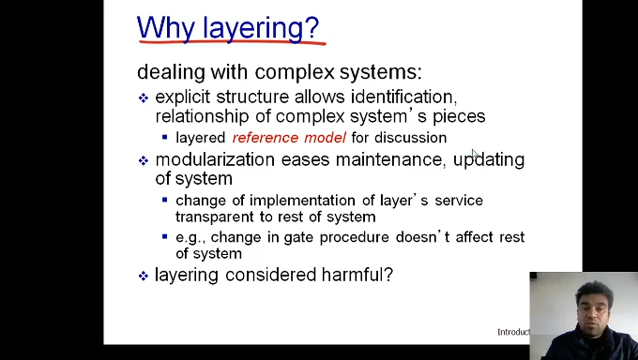 Why layering?
dealing with complex systems:
❖ explicit structure allows identification,
relationship of complex system's pieces
▪ layered reference model for discussion
❖ modularization eases maintenance, updating
of system
▪ change of implementation of layer's service
transparent to rest of system
▪ e.g., change in gate procedure doesn't affect rest
of system
❖ layering considered harmful?
Introduct